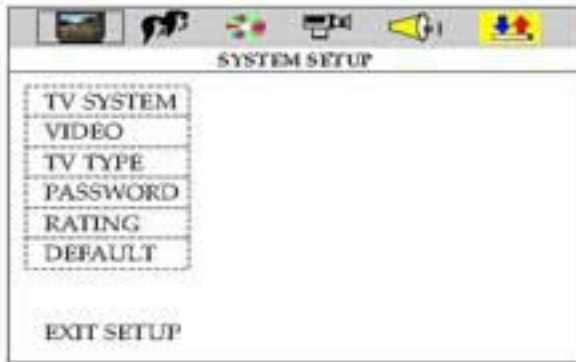 SYSTEM SETUP
TV SYSTEM
VIDEO
TV TYPE
PASSWORD
RATING
DEFAULT
EXIT SETUP